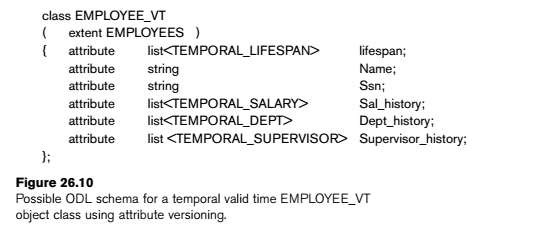 class EMPLOYEE_VT
( extent EMPLOYEES )
{ attribute list<TEMPORAL_LIFESPAN> lifespan;
attribute string Name;
attribute string Ssn;
attribute list<TEMPORAL_SALARY> Sal_history;
attribute list<TEMPORAL_DEPT> Dept_history;
attribute list <TEMPORAL_SUPERVISOR> Supervisor_history;
};
Figure 26.10
Possible ODL schema for a temporal valid time EMPLOYEE_VT
object class using attribute versioning.